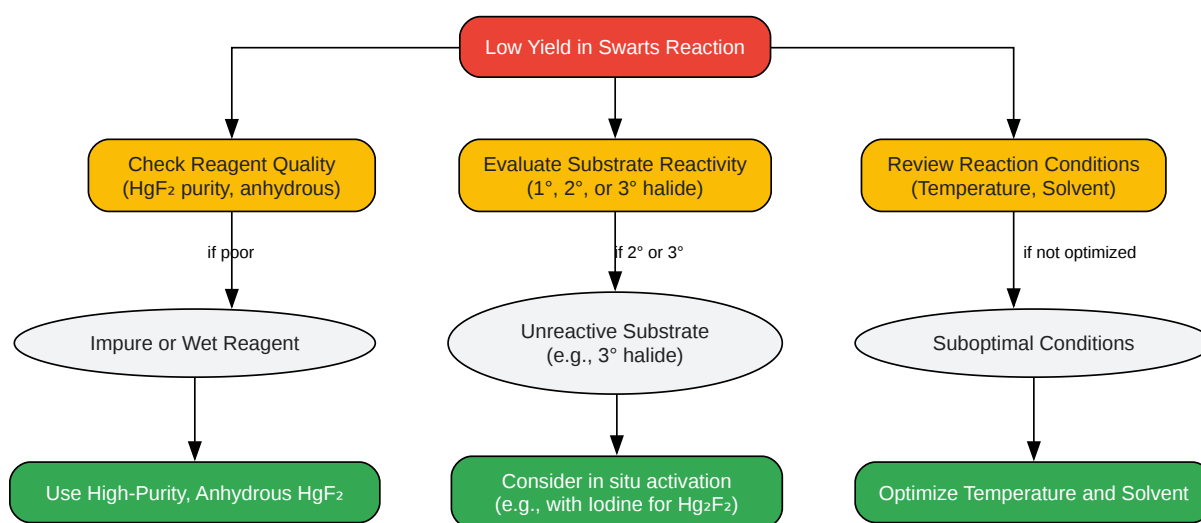 Low Yield in Swarts Reaction
Check Reagent Quality
(HgF₂ purity, anhydrous)
Evaluate Substrate Reactivity
(1°, 2°, or 3° halide)
Review Reaction Conditions
(Temperature, Solvent)
if poor
if 2° or 3°
if not optimized
Impure or Wet Reagent
Unreactive Substrate
(e.g., 3° halide)
Suboptimal Conditions
Use High-Purity, Anhydrous HgF₂
Consider in situ activation
(e.g., with Iodine for Hg₂F₂)
Optimize Temperature and Solvent